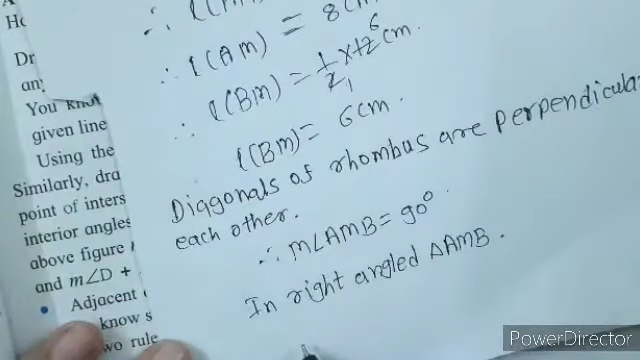 Dr
You know
given line
Using the
Similarly, dra
point of inters
interior angles
above figure
and m∠D +
• Adjacent
know s
wo rule
∴ l(AM) = 8
∴ l(BM) = 1/2 × 12 6 cm.
l(BM) = 6 cm.
Diagonals of rhombus are perpendicular
each other.
∴ m∠AMB = 90°
In right angled ΔAMB.
PowerDirector